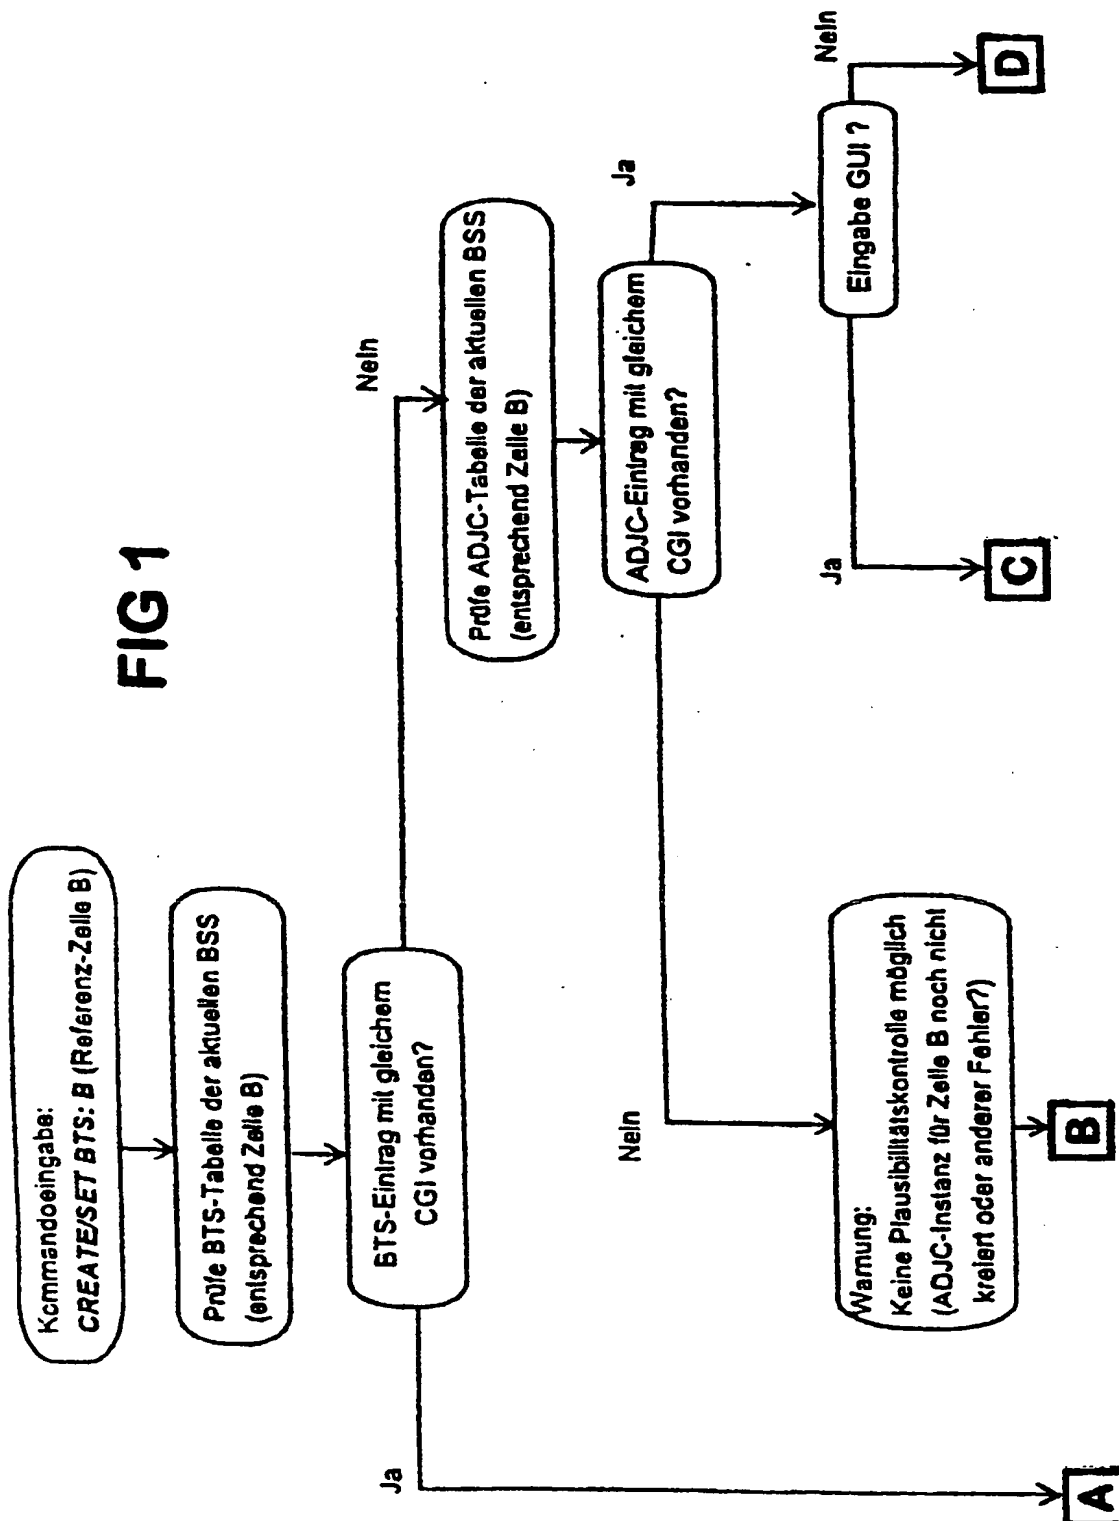 FIG 1
Kommandoeingabe:
CREATE/SET BTS: B (Referenz-Zelle B)
Prüfe BTS-Tabelle der aktuellen BSS
(entsprechend Zelle B)
BTS-Eintrag mit gleichem
CGI vorhanden?
Ja
Nein
Prüfe ADJC-Tabelle der aktuellen BSS
(entsprechend Zelle B)
ADJC-Eintrag mit gleichem
CGI vorhanden?
Nein
Ja
Warnung:
Keine Plausibilitätskontrolle möglich
(ADJC-Instanz für Zelle B noch nicht
kreiert oder anderer Fehler?)
Eingabe GUI ?
Ja
Nein
A
B
C
D